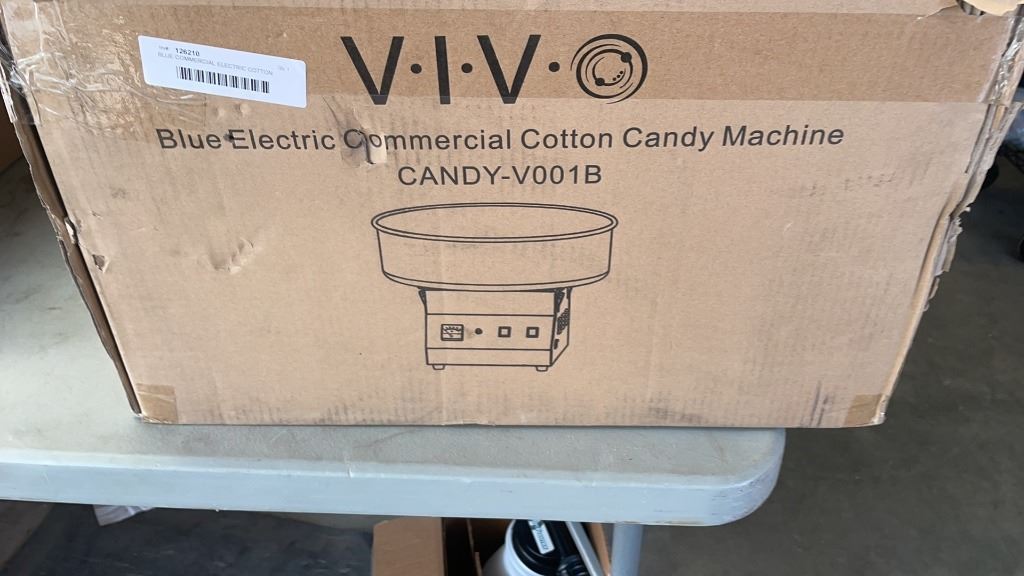 126210
BLUE COMMERCIAL ELECTRIC COTTON
V·I·V·O
Blue Electric Commercial Cotton Candy Machine
CANDY-V001B